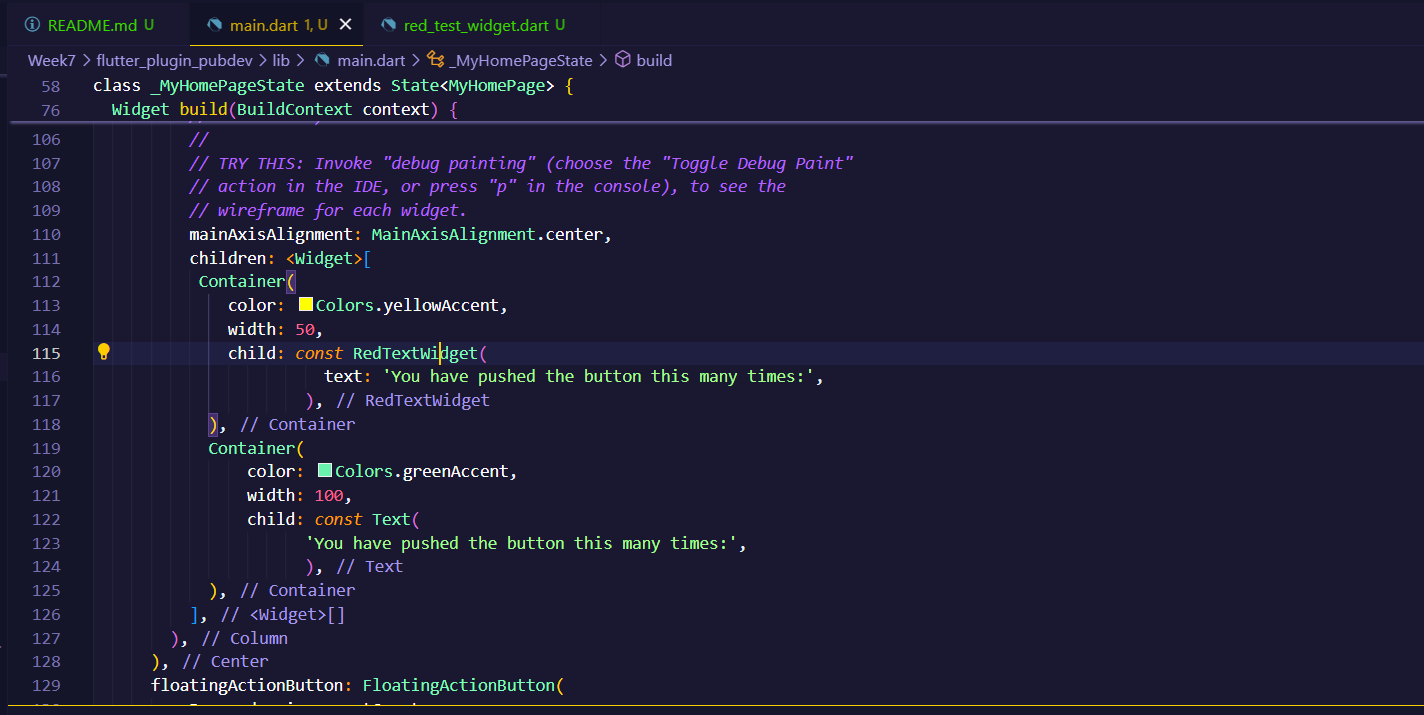 README.md U
main.dart 1, U
red_test_widget.dart U
Week7 > flutter_plugin_pubdev > lib > main.dart > _MyHomePageState > build
58 class _MyHomePageState extends State<MyHomePage> {
76 Widget build(BuildContext context) {
106 //
107 // TRY THIS: Invoke "debug painting" (choose the "Toggle Debug Paint"
108 // action in the IDE, or press "p" in the console), to see the
109 // wireframe for each widget.
110 mainAxisAlignment: MainAxisAlignment.center,
111 children: <Widget>[
112 Container(
113 color: Colors.yellowAccent,
114 width: 50,
115 child: const RedTextWidget(
116 text: 'You have pushed the button this many times:',
117 ), // RedTextWidget
118 ), // Container
119 Container(
120 color: Colors.greenAccent,
121 width: 100,
122 child: const Text(
123 'You have pushed the button this many times:',
124 ), // Text
125 ), // Container
126 ], // <Widget>[]
127 ), // Column
128 ), // Center
129 floatingActionButton: FloatingActionButton(